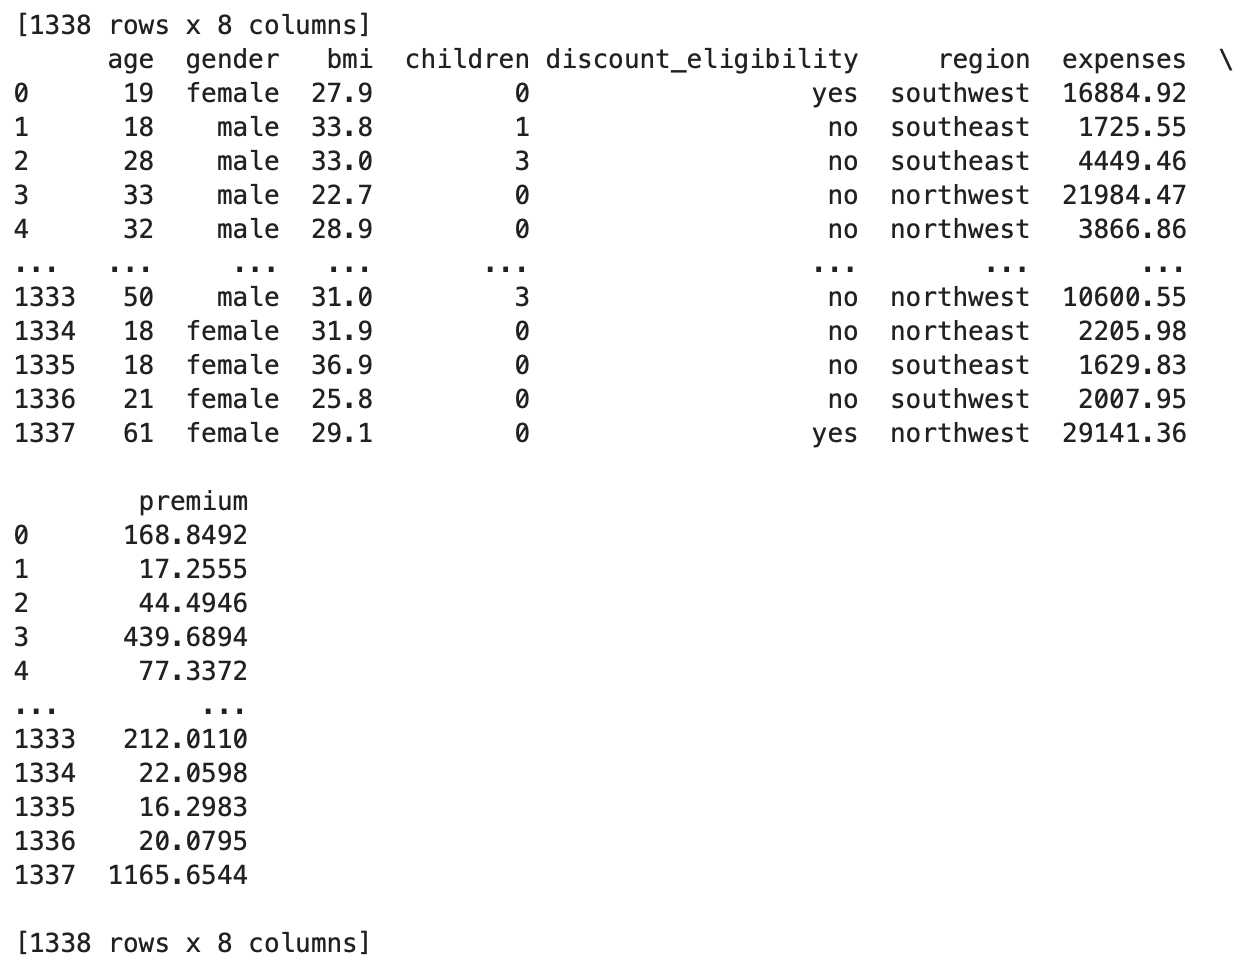 [1338 rows x 8 columns]
age gender bmi children discount_eligibility region expenses \
0 19 female 27.9 0 yes southwest 16884.92
1 18 male 33.8 1 no southeast 1725.55
2 28 male 33.0 3 no southeast 4449.46
3 33 male 22.7 0 no northwest 21984.47
4 32 male 28.9 0 no northwest 3866.86
... ... ... ... ... ... ... ...
1333 50 male 31.0 3 no northwest 10600.55
1334 18 female 31.9 0 no northeast 2205.98
1335 18 female 36.9 0 no southeast 1629.83
1336 21 female 25.8 0 no southwest 2007.95
1337 61 female 29.1 0 yes northwest 29141.36
premium
0 168.8492
1 17.2555
2 44.4946
3 439.6894
4 77.3372
... ...
1333 212.0110
1334 22.0598
1335 16.2983
1336 20.0795
1337 1165.6544
[1338 rows x 8 columns]